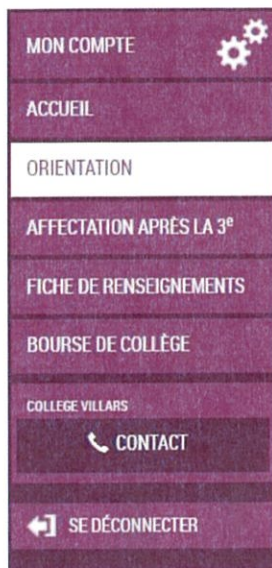 MON COMPTE
ACCUEIL
ORIENTATION
AFFECTATION APRÈS LA 3e
FICHE DE RENSEIGNEMENTS
BOURSE DE COLLÈGE
COLLEGE VILLARS
CONTACT
SE DÉCONNECTER